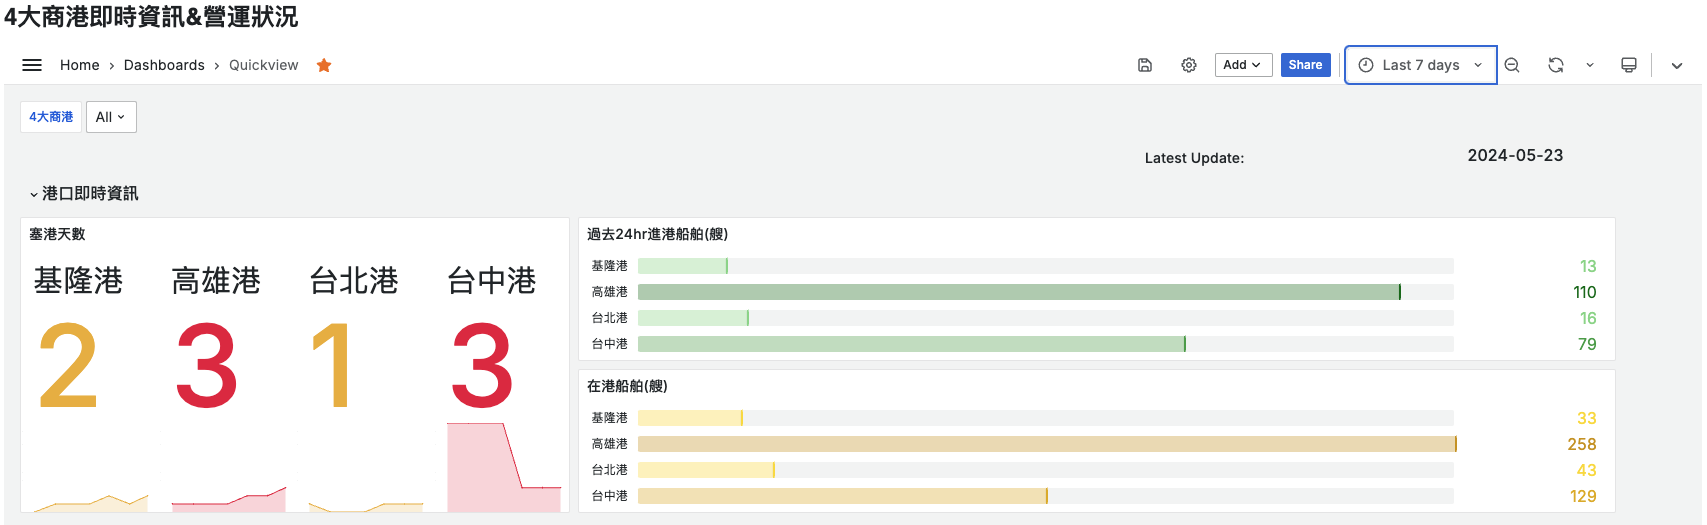 4大商港即時資訊&營運狀況
Home › Dashboards › Quickview
Add
Share
Last 7 days
4大商港
All
Latest Update:
2024-05-23
港口即時資訊
塞港天數
基隆港 高雄港 台北港 台中港
2 3 1 3
過去24hr進港船舶(艘)
基隆港 13
高雄港 110
台北港 16
台中港 79
在港船舶(艘)
基隆港 33
高雄港 258
台北港 43
台中港 129